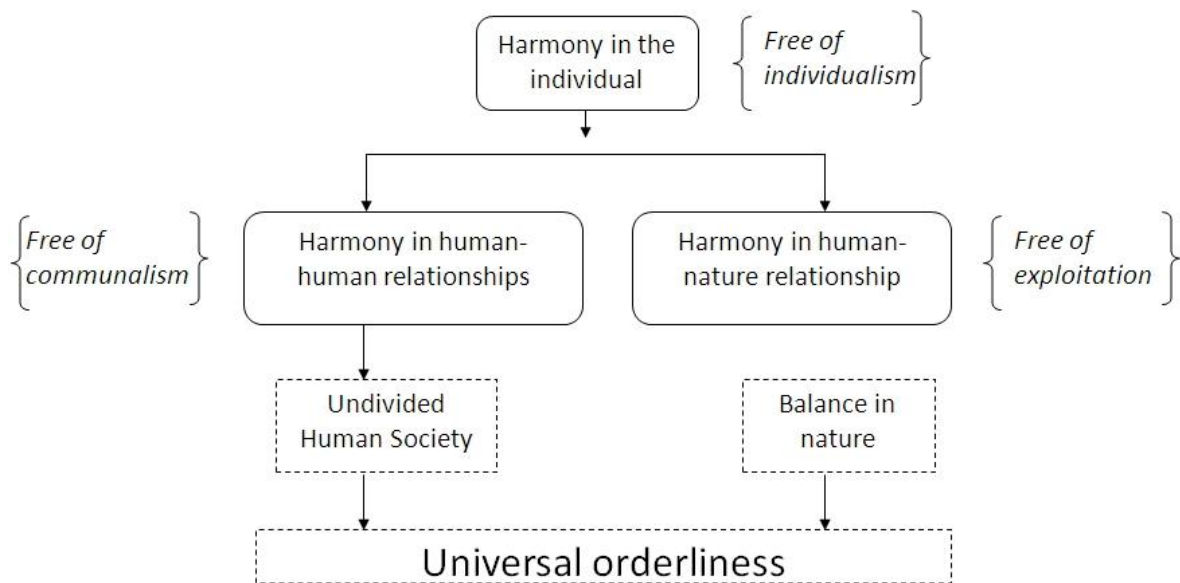 Harmony in the
individual
Free of
individualism
Free of
communalism
Harmony in human-
human relationships
Harmony in human-
nature relationship
Free of
exploitation
Undivided
Human Society
Balance in
nature
Universal orderliness